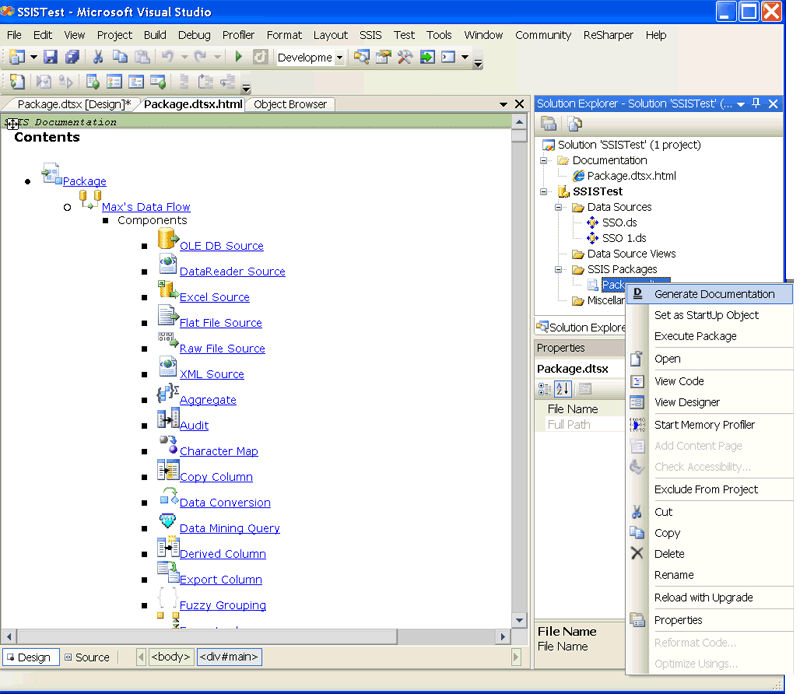 SSISTest - Microsoft Visual Studio
File Edit View Project Build Debug Profiler Format Layout SSIS Test Tools Window Community ReSharper Help
Developme
Package.dtsx [Design]* Package.dtsx.html Object Browser
SSIS Documentation
Contents
Package
Max's Data Flow
Components
OLE DB Source
DataReader Source
Excel Source
Flat File Source
Raw File Source
XML Source
Aggregate
Audit
Character Map
Copy Column
Data Conversion
Data Mining Query
Derived Column
Export Column
Fuzzy Grouping
Design Source <body> <div#main>
Solution Explorer - Solution 'SSISTest' (...
Solution 'SSISTest' (1 project)
Documentation
Package.dtsx.html
SSISTest
Data Sources
SSO.ds
SSO 1.ds
Data Source Views
SSIS Packages
Miscellan
Solution Explore
Properties
Package.dtsx
File Name
Full Path
File Name
File Name
Generate Documentation
Set as StartUp Object
Execute Package
Open
View Code
View Designer
Start Memory Profiler
Add Content Page
Check Accessibility...
Exclude From Project
Cut
Copy
Delete
Rename
Reload with Upgrade
Properties
Reformat Code...
Optimize Usings...